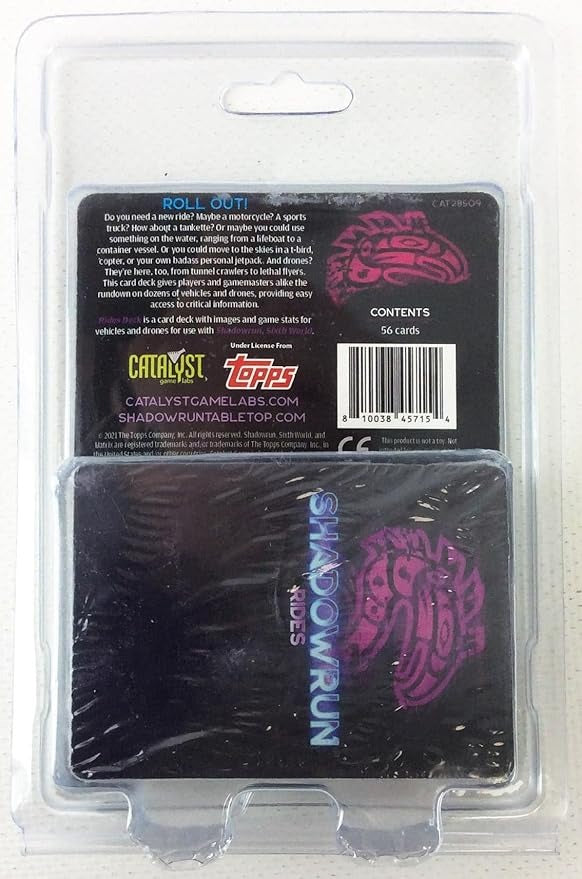 ROLL OUT!
CAT28509
Do you need a new ride? Maybe a motorcycle? A sports
truck? How about a tankette? Or maybe you could use
something on the water, ranging from a lifeboat to a
container vessel. Or you could move to the skies in a t-bird,
'copter, or your own badass personal jetpack. And drones?
They're here, too, from tunnel crawlers to lethal flyers.
This card deck gives players and gamemasters alike the
rundown on dozens of vehicles and drones, providing easy
access to critical information.
Rides Deck is a card deck with images and game stats for
vehicles and drones for use with Shadowrun, Sixth World.
CONTENTS
56 cards
Under License From
CATALYST
game labs
TOPPS
CATALYSTGAMELABS.COM
SHADOWRUNTABLETOP.COM
8 10038 45715 4
© 2021 The Topps Company, Inc. All rights reserved. Shadowrun, Sixth World, and
Matrix are registered trademarks and/or trademarks of The Topps Company, Inc., in
the United States and/or other countries.
CE
This product is not a toy. Not
SHADOWRUN
RIDES